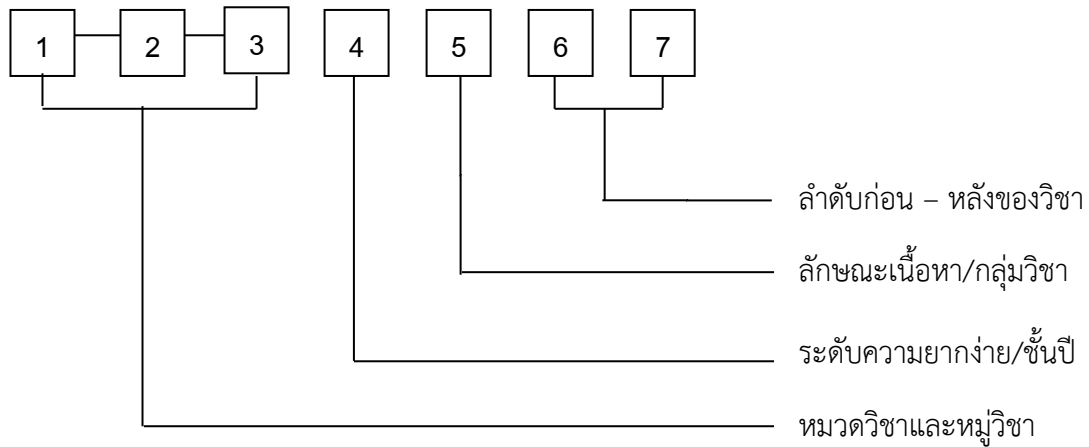 1 2 3 4 5 6 7
ลำดับก่อน – หลังของวิชา
ลักษณะเนื้อหา/กลุ่มวิชา
ระดับความยากง่าย/ชั้นปี
หมวดวิชาและหมู่วิชา